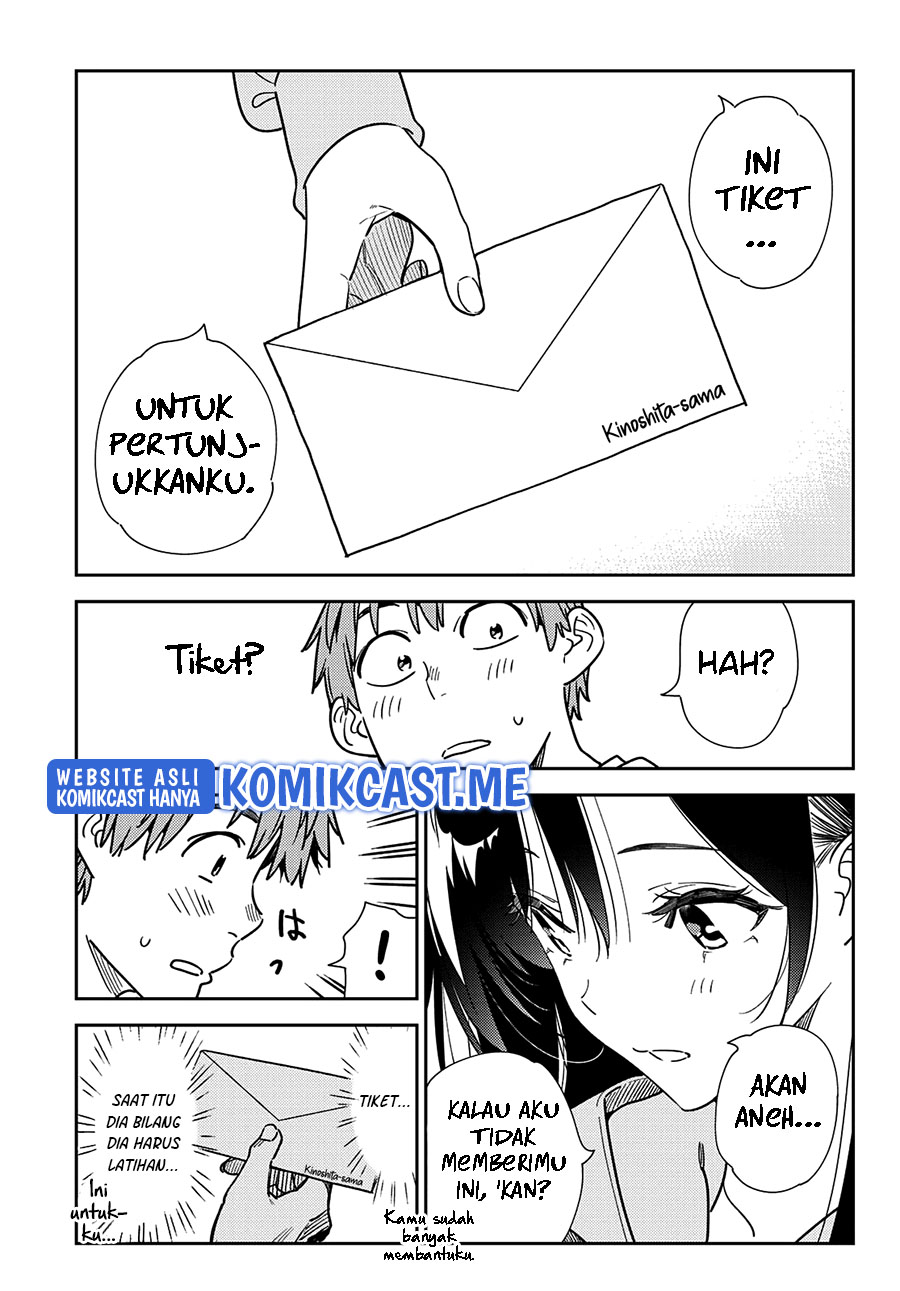 INI
TIKET
...
UNTUK
PERTUNJ-
UKKANKU.
Kinoshita-sama
HAH?
Tiket?
WEBSITE ASLI
KOMIKCAST HANYA
KOMIKCAST.ME
!
はっ
AKAN
ANEH...
KALAU AKU
TIDAK
MEMBERIMU
INI, 'KAN?
Kamu sudah
banyak
membantuku.
TIKET...
SAAT ITU
DIA BILANG
DIA HARUS
LATIHAN...
Kinoshita-sama
Ini
untuk-
ku...